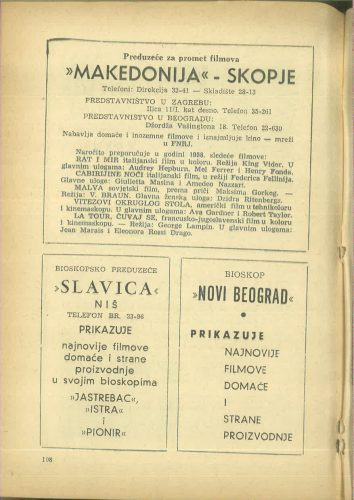 Preduzeće za promet filmova
»MAKEDONIJA« - SKOPJE
Telefoni: Direkcija 32-41 — Skladište 28-13
PREDSTAVNIŠTVO U ZAGREBU:
Ilica 11/I. kat desno. Telefon 35-261
PREDSTAVNIŠTVO U BEOGRADU:
Džordža Vašinglona 18. Telefon 23-630
Nabavlja domaće i inozemne filmove i iznajmljuje kino — mreži
u FNRJ.
Naročito preporučuje u godini 1958, sledeće filmove:
RAT I MIR italijanski film u koloru. Režija King Vidor. U
glavnim ulogama: Audrey Hepburn, Mel Ferrer i Henry Fonda.
CABIRIJINE NOĆI italijanski film, u režiji Federica Fellinija.
Glavne uloge: Giulietta Masina i Amedeo Nazzari.
MALVA sovjetski film, prema priči Maksima Gorkog. —
Režija: V. BRAUN. Glavna ženska uloga: Dzidra Ritenbergs.
VITEZOVI OKRUGLOG STOLA, američki film u tehnikoloru
i kinemaskopu. U glavnim ulogama: Ava Gardner i Robert Taylor.
LA TOUR, ČUVAJ SE, francusko-jugoslavenski film u koloru
i kinemaskopu. — Režija: George Lampin. U glavnim ulogama:
Jean Marais i Eleonora Rossi Drago.
BIOSKOPSKO PREDUZEĆE
»SLAVICA«
NIŠ
TELEFON BR. 23-96
PRIKAZUJE
najnovije filmove
domaće i strane
proizvodnje
u svojim bioskopima
»JASTREBAC«,
»ISTRA«
i
»PIONIR«
BIOSKOP
»NOVI BEOGRAD«
•
PRIKAZUJE
NAJNOVIJE
FILMOVE
DOMAĆE
I
STRANE
PROIZVODNJE
108